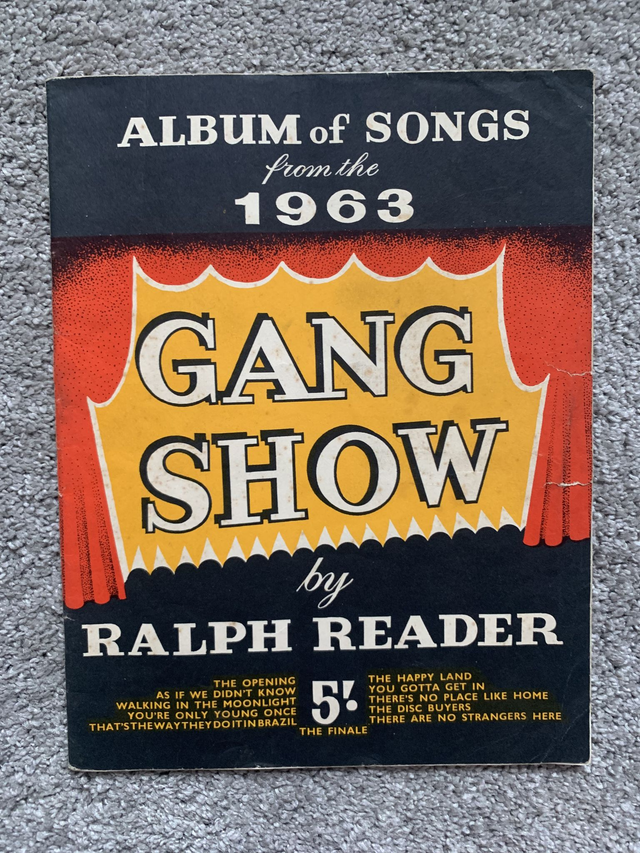 ALBUM of SONGS
from the
1963
GANG
SHOW
by
RALPH READER
THE OPENING
AS IF WE DIDN'T KNOW
WALKING IN THE MOONLIGHT
YOU'RE ONLY YOUNG ONCE
THAT'STHEWAYTHEYDOITINBRAZIL
5/-
THE FINALE
THE HAPPY LAND
YOU GOTTA GET IN
THERE'S NO PLACE LIKE HOME
THE DISC BUYERS
THERE ARE NO STRANGERS HERE